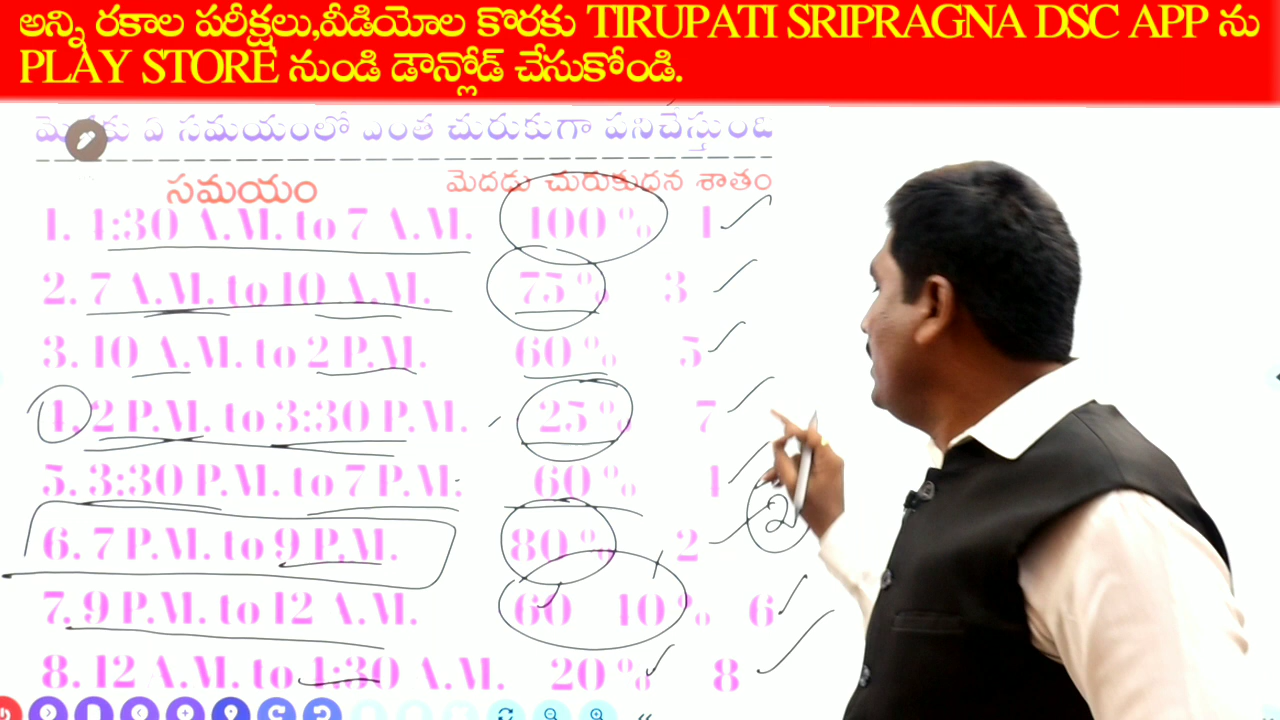 అన్ని రకాల పరీక్షలు,వీడియోల కొరకు TIRUPATI SRIPRAGNA DSC APP ను
PLAY STORE నుండి డౌన్లోడ్ చేసుకోండి.
ఏ సమయంలో ఎంత చురుకుగా పనిచేస్తుంది
సమయం మెదడు చురుకుదన శాతం
1. 4:30 A.M. to 7 A.M. 100 % 1
2. 7 A.M. to 10 A.M. 75 % 3
3. 10 A.M. to 2 P.M. 60 % 5
4. 2 P.M. to 3:30 P.M. 25 % 7
5. 3:30 P.M. to 7 P.M. 60 % 4
6. 7 P.M. to 9 P.M. 80 % 2
2
7. 9 P.M. to 12 A.M. 60 40 % 6
8. 12 A.M. to 4:30 A.M. 20 % 8